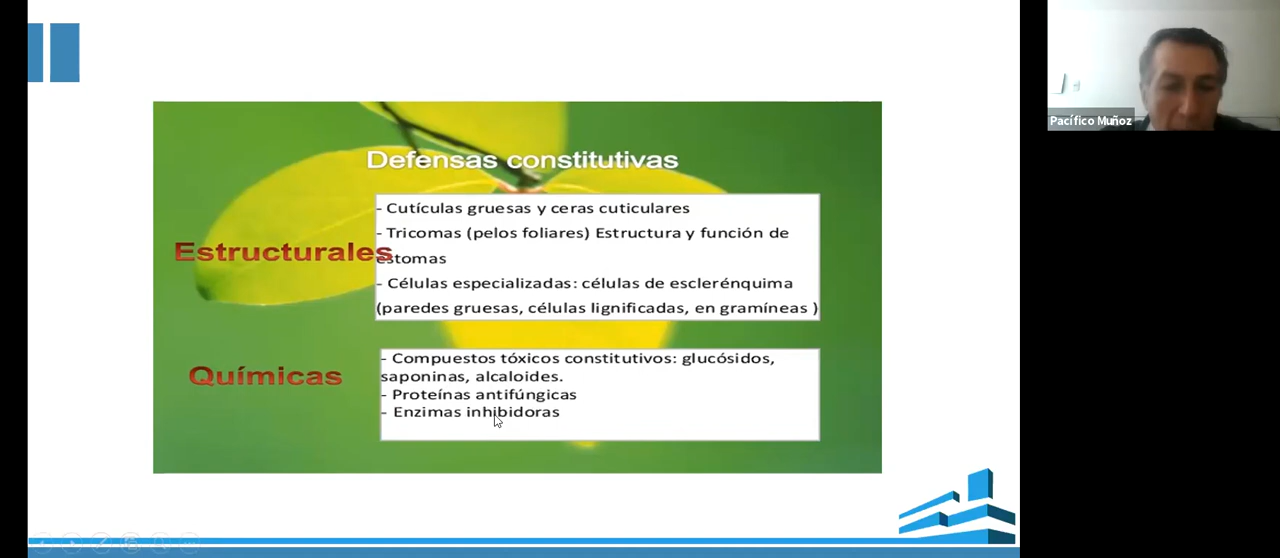 Defensas constitutivas
Estructurales
- Cutículas gruesas y ceras cuticulares
- Tricomas (pelos foliares) Estructura y función de
estomas
- Células especializadas: células de esclerénquima
(paredes gruesas, células lignificadas, en gramíneas )
Químicas
- Compuestos tóxicos constitutivos: glucósidos,
saponinas, alcaloides.
- Proteínas antifúngicas
- Enzimas inhibidoras
Pacífico Muñoz